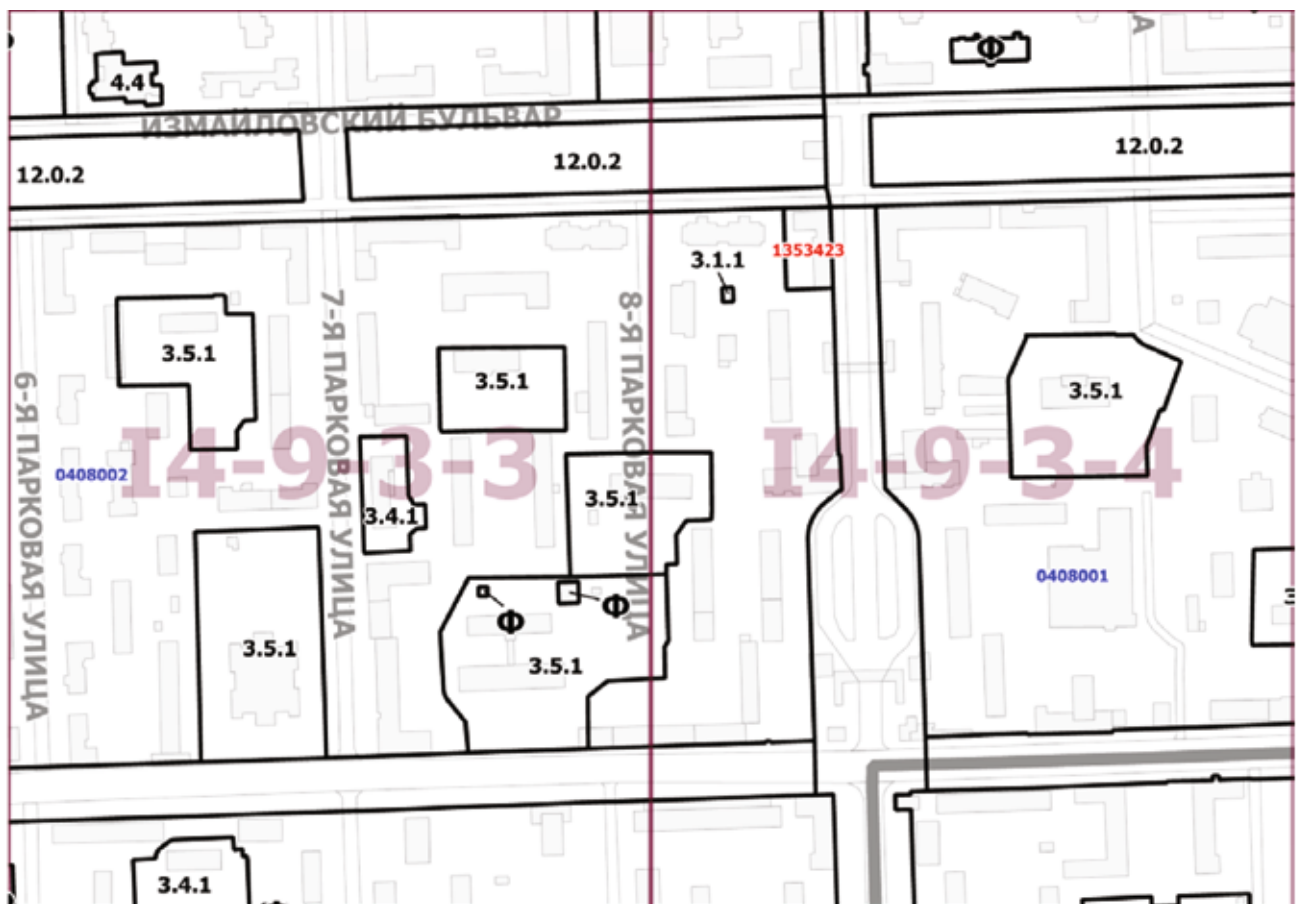 4.4
Ф
ИЗМАЙЛОВСКИЙ БУЛЬВАР
12.0.2
12.0.2
12.0.2
1353423
3.1.1
3.5.1
3.5.1
3.5.1
6-Я ПАРКОВАЯ УЛИЦА
7-Я ПАРКОВАЯ УЛИЦА
8-Я ПАРКОВАЯ УЛИЦА
I4-9-3-3
I4-9-3-4
0408002
3.5.1
3.4.1
0408001
Ф
Ф
3.5.1
3.5.1
3.4.1